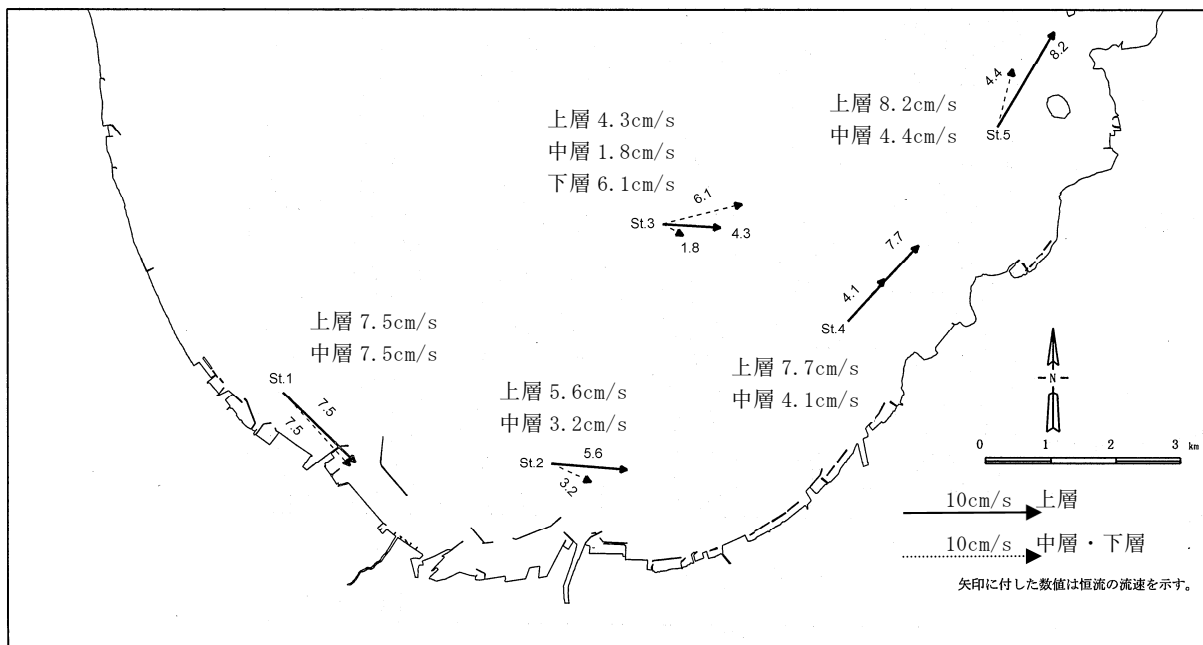 8.2
4.4
上層 8.2cm/s
中層 4.4cm/s
St.5
上層 4.3cm/s
中層 1.8cm/s
下層 6.1cm/s
6.1
St.3
4.3
1.8
7.7
4.1
St.4
上層 7.5cm/s
中層 7.5cm/s
St.1
7.5
7.5
上層 7.7cm/s
中層 4.1cm/s
上層 5.6cm/s
中層 3.2cm/s
5.6
St.2
3.2
N
0 1 2 3 km
10cm/s 上層
10cm/s 中層・下層
矢印に付した数値は恒流の流速を示す。